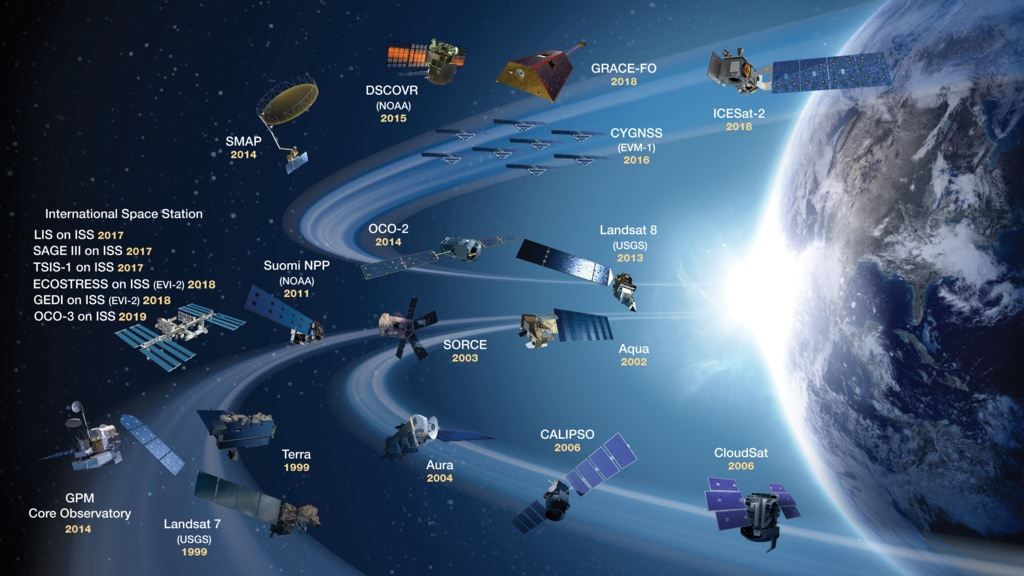 DSCOVR
(NOAA)
2015
GRACE-FO
2018
ICESat-2
2018
SMAP
2014
CYGNSS
(EVM-1)
2016
International Space Station
LIS on ISS 2017
SAGE III on ISS 2017
TSIS-1 on ISS 2017
ECOSTRESS on ISS (EVI-2) 2018
GEDI on ISS (EVI-2) 2018
OCO-3 on ISS 2019
OCO-2
2014
Landsat 8
(USGS)
2013
Suomi NPP
(NOAA)
2011
SORCE
2003
Aqua
2002
GPM
Core Observatory
2014
Terra
1999
Landsat 7
(USGS)
1999
Aura
2004
CALIPSO
2006
CloudSat
2006